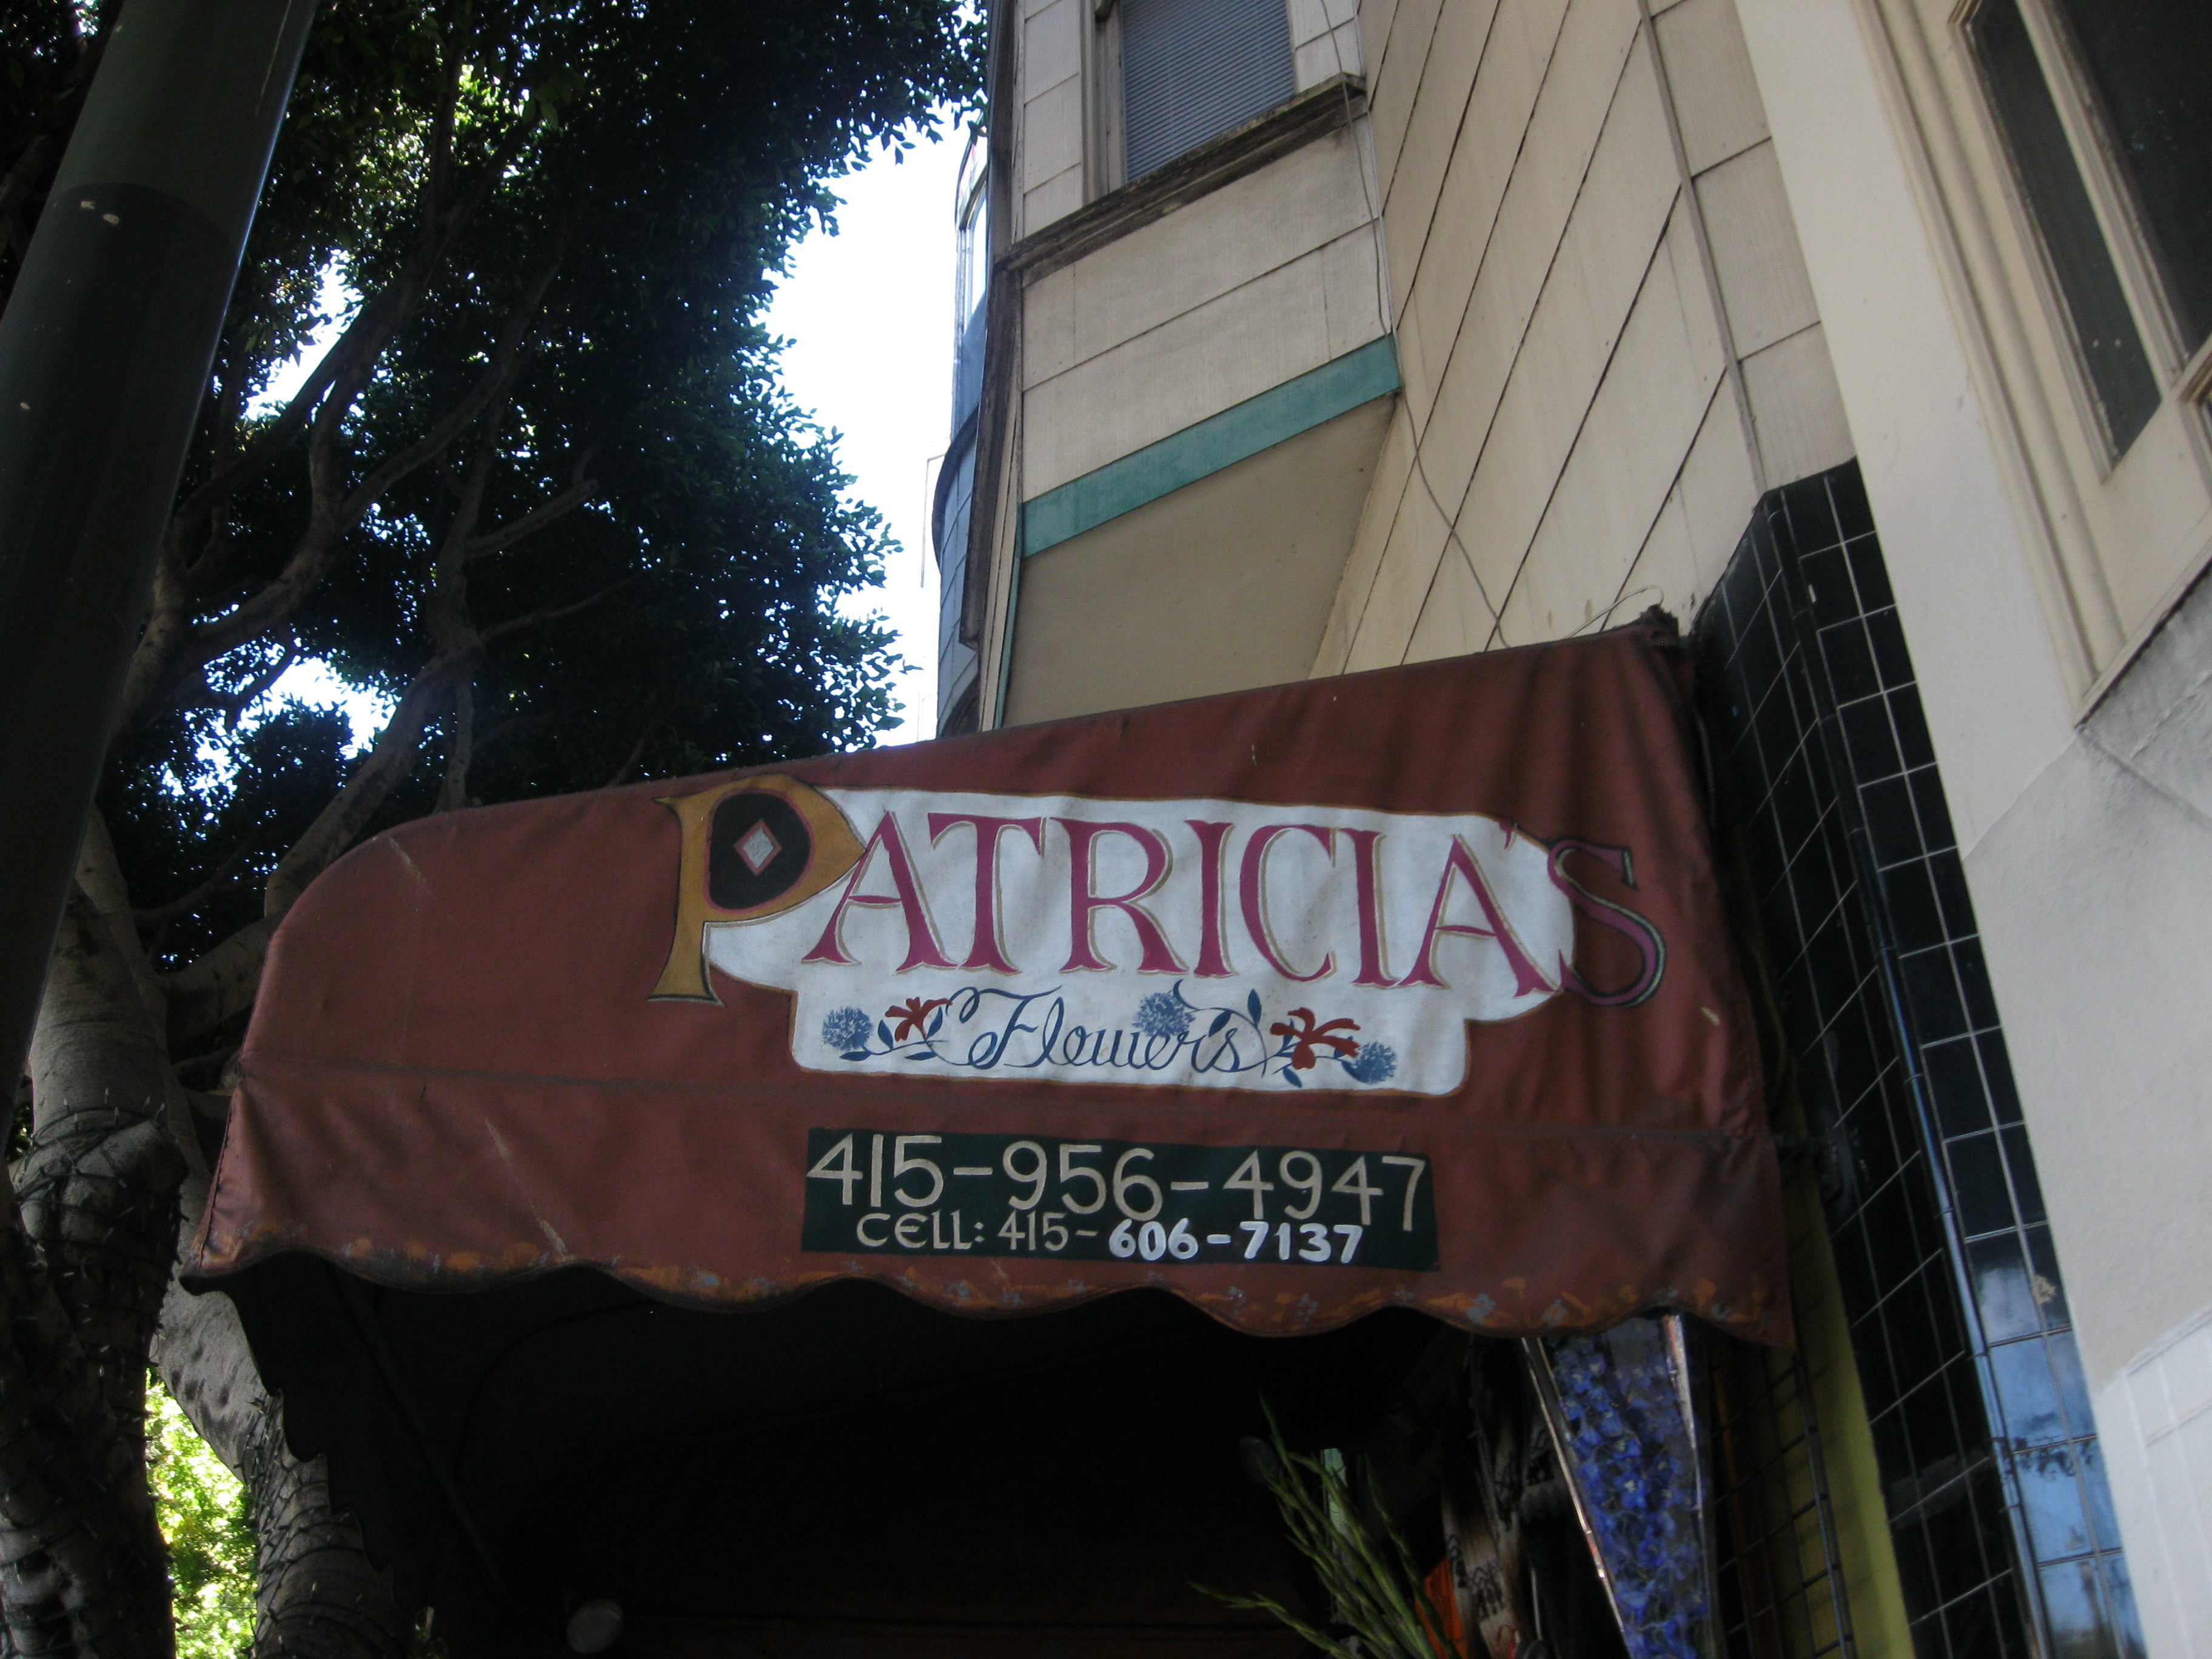 PATRICIA'S
Flowers
415-956-4947
CELL: 415-606-7137